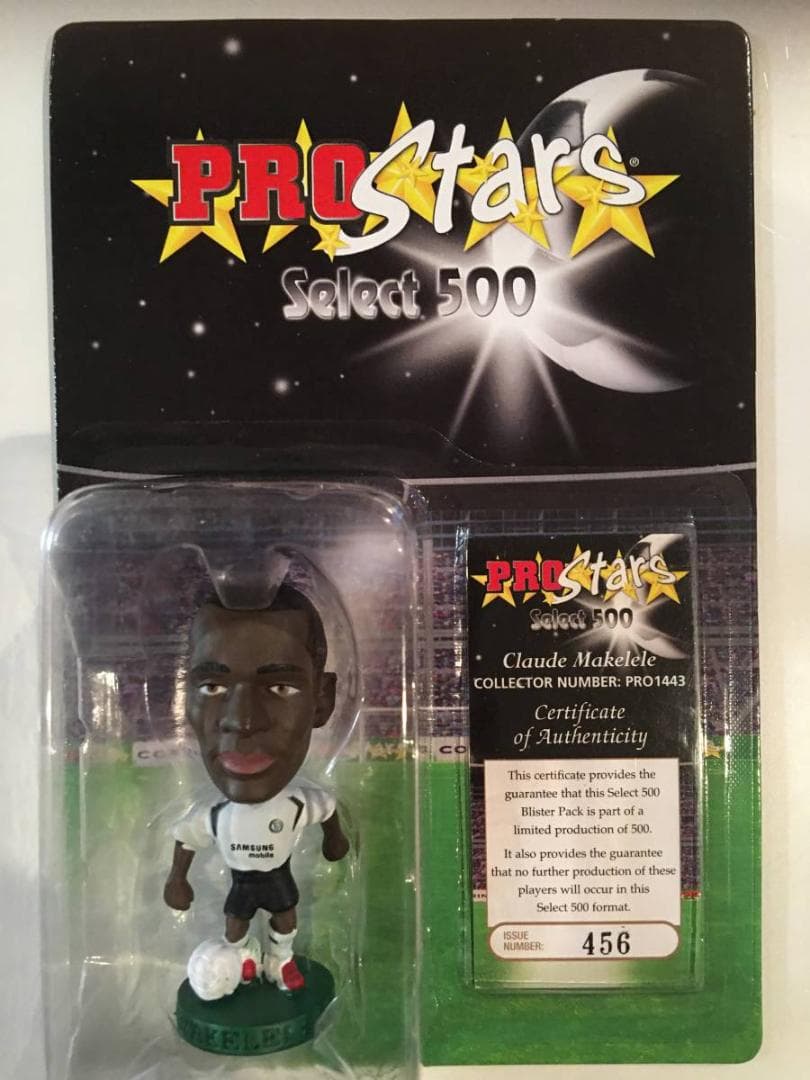 PROStars®
Select 500
PROStars
Select 500
Claude Makelele
COLLECTOR NUMBER: PRO1443
Certificate
of Authenticity
This certificate provides the
guarantee that this Select 500
Blister Pack is part of a
limited production of 500.
It also provides the guarantee
that no further production of these
players will occur in this
Select 500 format.
ISSUE
NUMBER: 456
SAMSUNG
mobile
MAKELELE